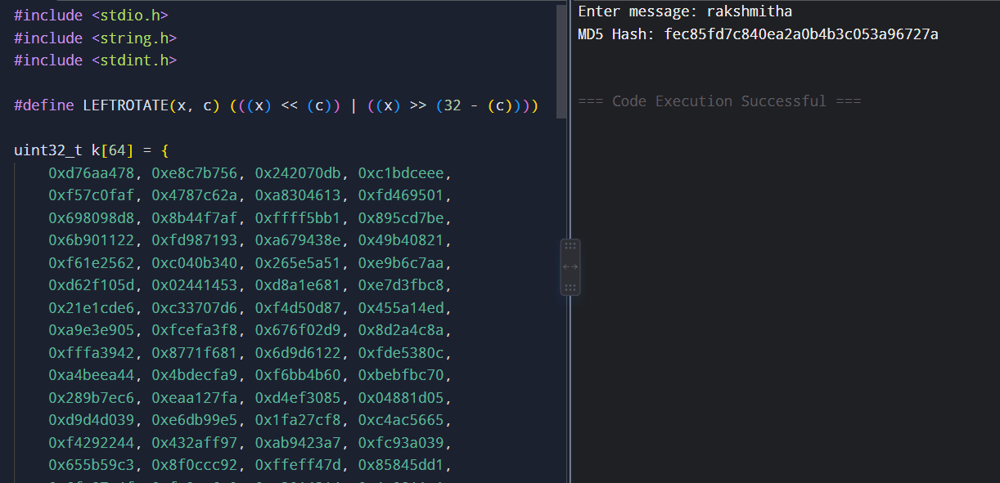 #include <stdio.h>
#include <string.h>
#include <stdint.h>
#define LEFTROTATE(x, c) (((x) << (c)) | ((x) >> (32 - (c))))
uint32_t k[64] = {
0xd76aa478, 0xe8c7b756, 0x242070db, 0xc1bdceee,
0xf57c0faf, 0x4787c62a, 0xa8304613, 0xfd469501,
0x698098d8, 0x8b44f7af, 0xffff5bb1, 0x895cd7be,
0x6b901122, 0xfd987193, 0xa679438e, 0x49b40821,
0xf61e2562, 0xc040b340, 0x265e5a51, 0xe9b6c7aa,
0xd62f105d, 0x02441453, 0xd8a1e681, 0xe7d3fbc8,
0x21e1cde6, 0xc33707d6, 0xf4d50d87, 0x455a14ed,
0xa9e3e905, 0xfcefa3f8, 0x676f02d9, 0x8d2a4c8a,
0xfffa3942, 0x8771f681, 0x6d9d6122, 0xfde5380c,
0xa4beea44, 0x4bdecfa9, 0xf6bb4b60, 0xbebfbc70,
0x289b7ec6, 0xeaa127fa, 0xd4ef3085, 0x04881d05,
0xd9d4d039, 0xe6db99e5, 0x1fa27cf8, 0xc4ac5665,
0xf4292244, 0x432aff97, 0xab9423a7, 0xfc93a039,
0x655b59c3, 0x8f0ccc92, 0xffeff47d, 0x85845dd1,
Enter message: rakshmitha
MD5 Hash: fec85fd7c840ea2a0b4b3c053a96727a
=== Code Execution Successful ===